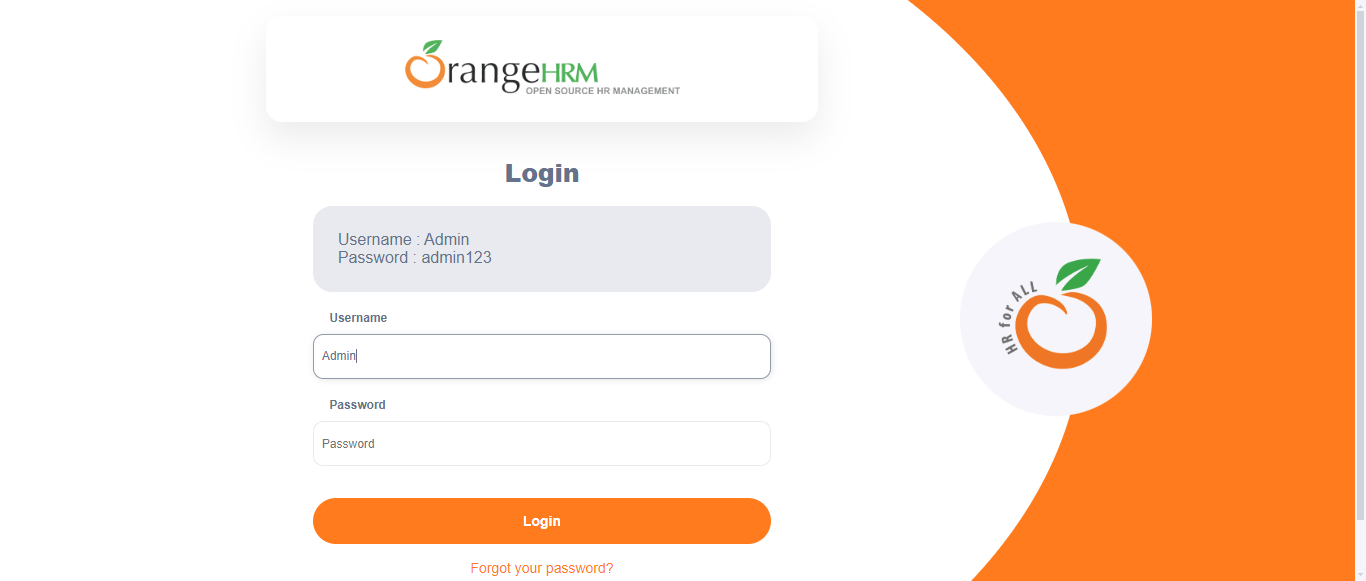 OrangeHRM
OPEN SOURCE HR MANAGEMENT
Login
Username : Admin
Password : admin123
Username
Admin
Password
Password
Login
Forgot your password?
HR for ALL